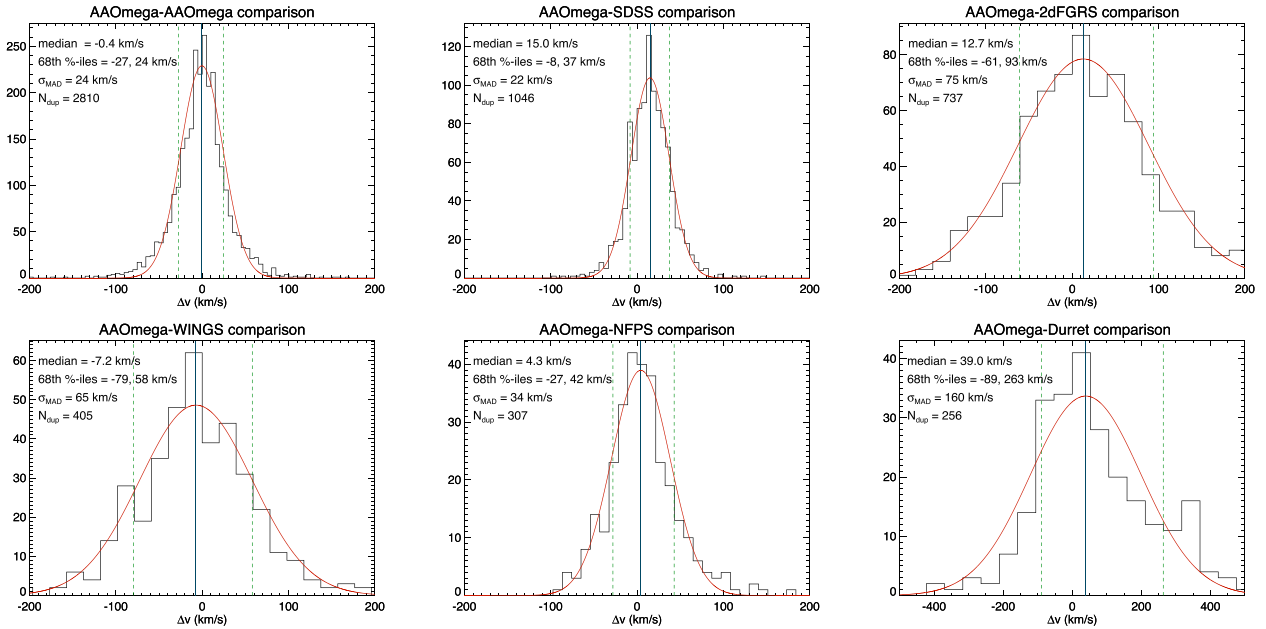 AAOmega-AAOmega comparison
median = -0.4 km/s
68th %-iles = -27, 24 km/s
σMAD = 24 km/s
Ndup = 2810
250
200
150
100
50
0
-200 -100 0 100 200
Δv (km/s)
AAOmega-SDSS comparison
median = 15.0 km/s
68th %-iles = -8, 37 km/s
σMAD = 22 km/s
Ndup = 1046
120
100
80
60
40
20
0
-200 -100 0 100 200
Δv (km/s)
AAOmega-2dFGRS comparison
median = 12.7 km/s
68th %-iles = -61, 93 km/s
σMAD = 75 km/s
Ndup = 737
80
60
40
20
0
-200 -100 0 100 200
Δv (km/s)
AAOmega-WINGS comparison
median = -7.2 km/s
68th %-iles = -79, 58 km/s
σMAD = 65 km/s
Ndup = 405
60
50
40
30
20
10
0
-200 -100 0 100 200
Δv (km/s)
AAOmega-NFPS comparison
median = 4.3 km/s
68th %-iles = -27, 42 km/s
σMAD = 34 km/s
Ndup = 307
40
30
20
10
0
-200 -100 0 100 200
Δv (km/s)
AAOmega-Durret comparison
median = 39.0 km/s
68th %-iles = -89, 263 km/s
σMAD = 160 km/s
Ndup = 256
40
30
20
10
0
-400 -200 0 200 400
Δv (km/s)